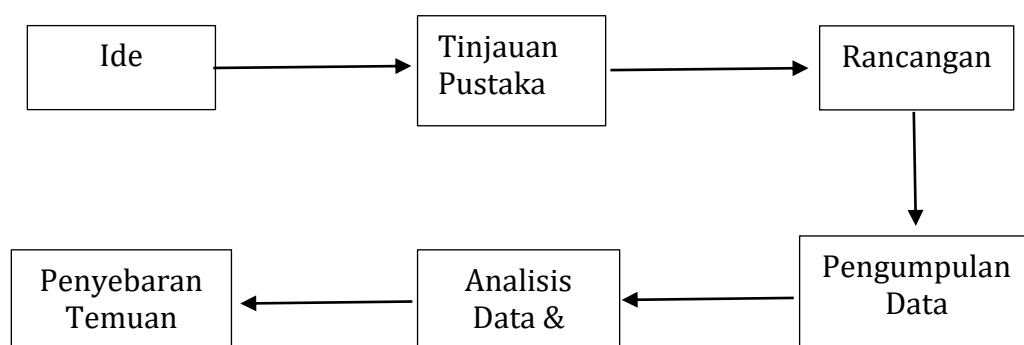 Ide
Tinjauan
Pustaka
Rancangan
Pengumpulan
Data
Analisis
Data &
Penyebaran
Temuan